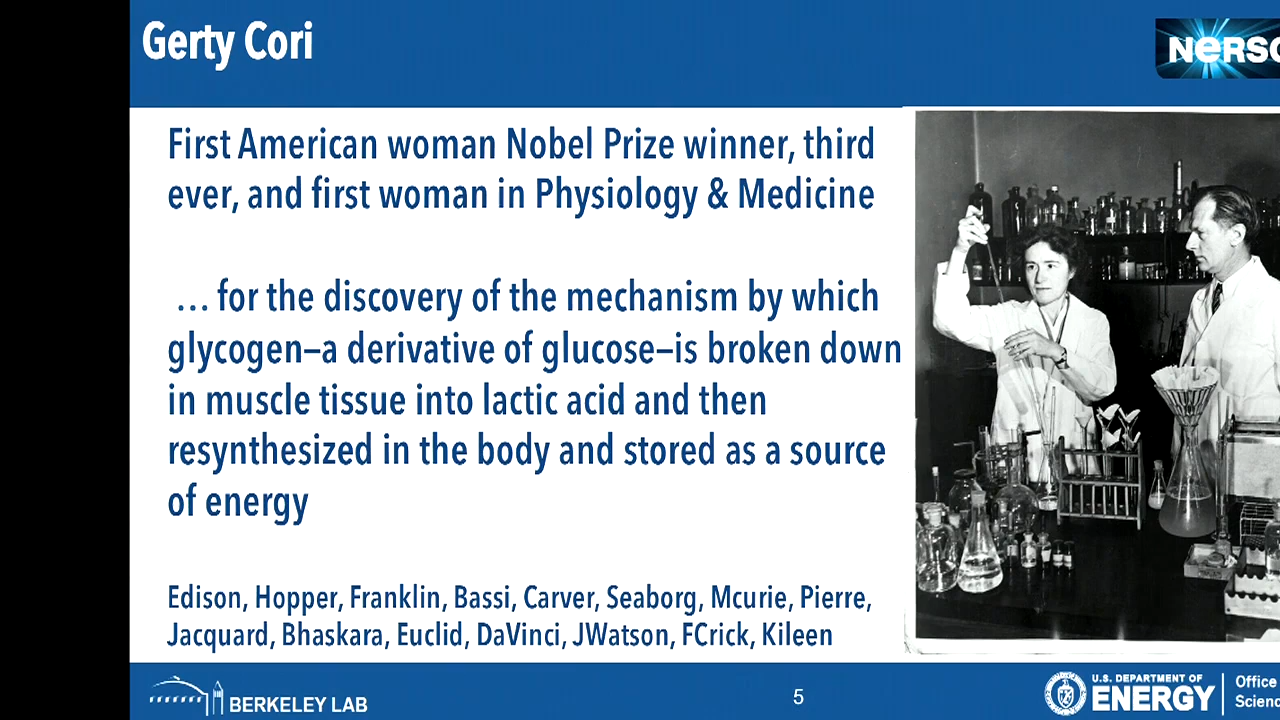 Gerty Cori
NERSC
First American woman Nobel Prize winner, third
ever, and first woman in Physiology & Medicine
… for the discovery of the mechanism by which
glycogen–a derivative of glucose–is broken down
in muscle tissue into lactic acid and then
resynthesized in the body and stored as a source
of energy
Edison, Hopper, Franklin, Bassi, Carver, Seaborg, Mcurie, Pierre,
Jacquard, Bhaskara, Euclid, DaVinci, JWatson, FCrick, Kileen
BERKELEY LAB
5
U.S. DEPARTMENT OF
ENERGY
Office
Scienc